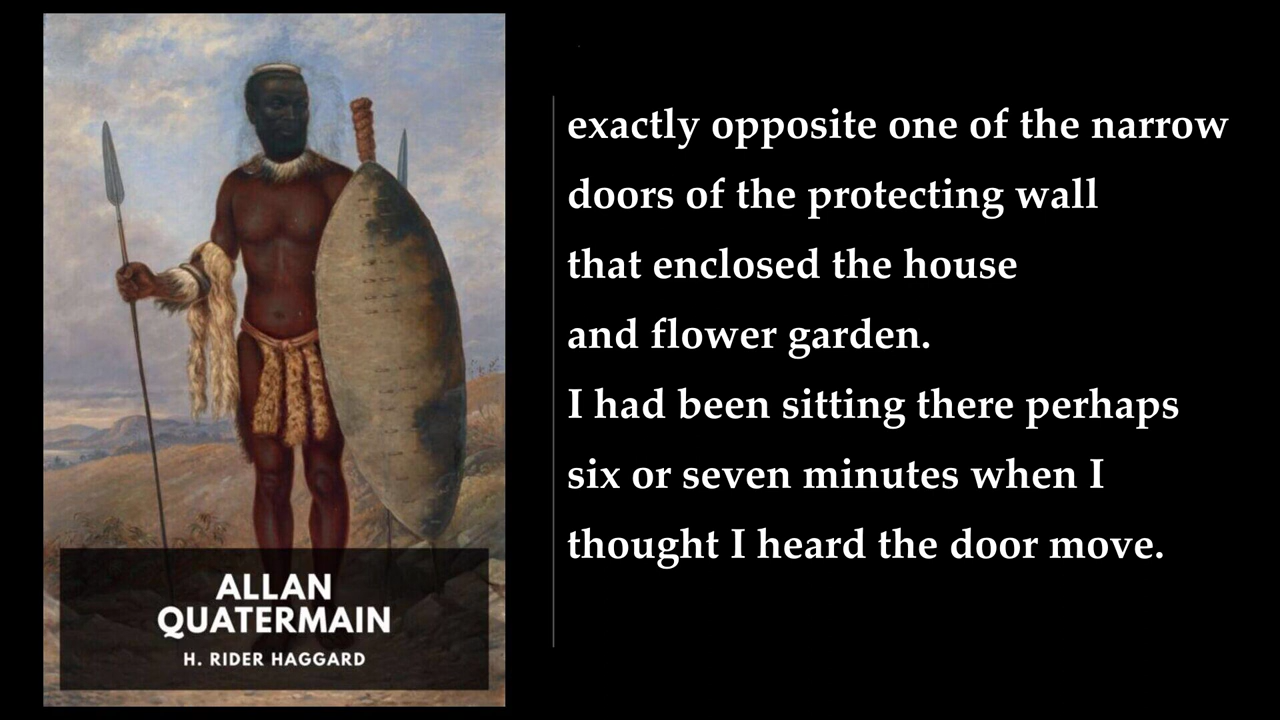 ALLAN
QUATERMAIN
H. RIDER HAGGARD
exactly opposite one of the narrow
doors of the protecting wall
that enclosed the house
and flower garden.
I had been sitting there perhaps
six or seven minutes when I
thought I heard the door move.